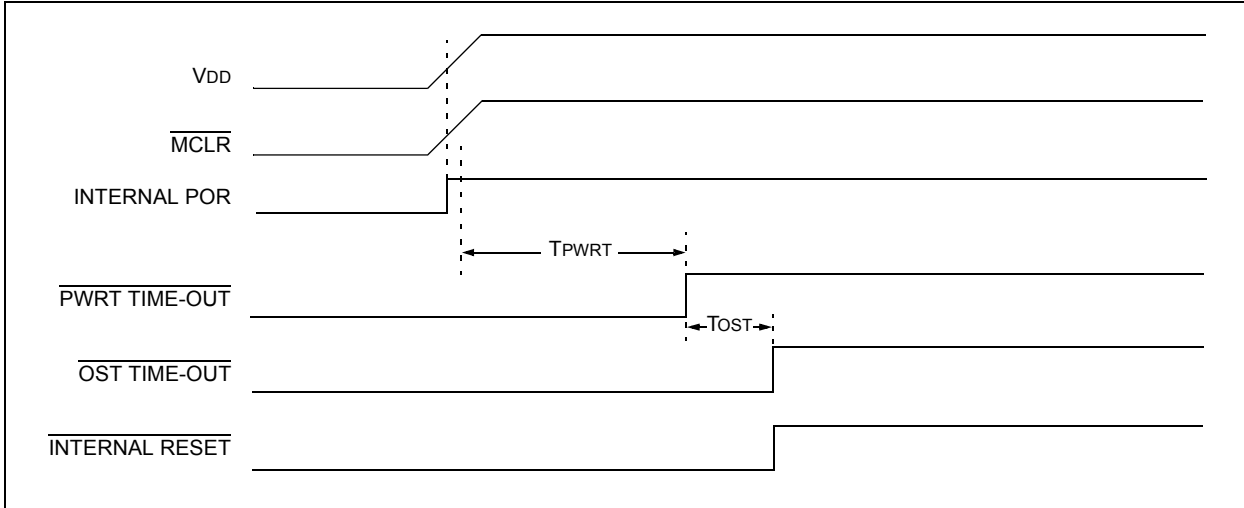 VDD
MCLR
INTERNAL POR
TPWRT
PWRT TIME-OUT
TOST
OST TIME-OUT
INTERNAL RESET